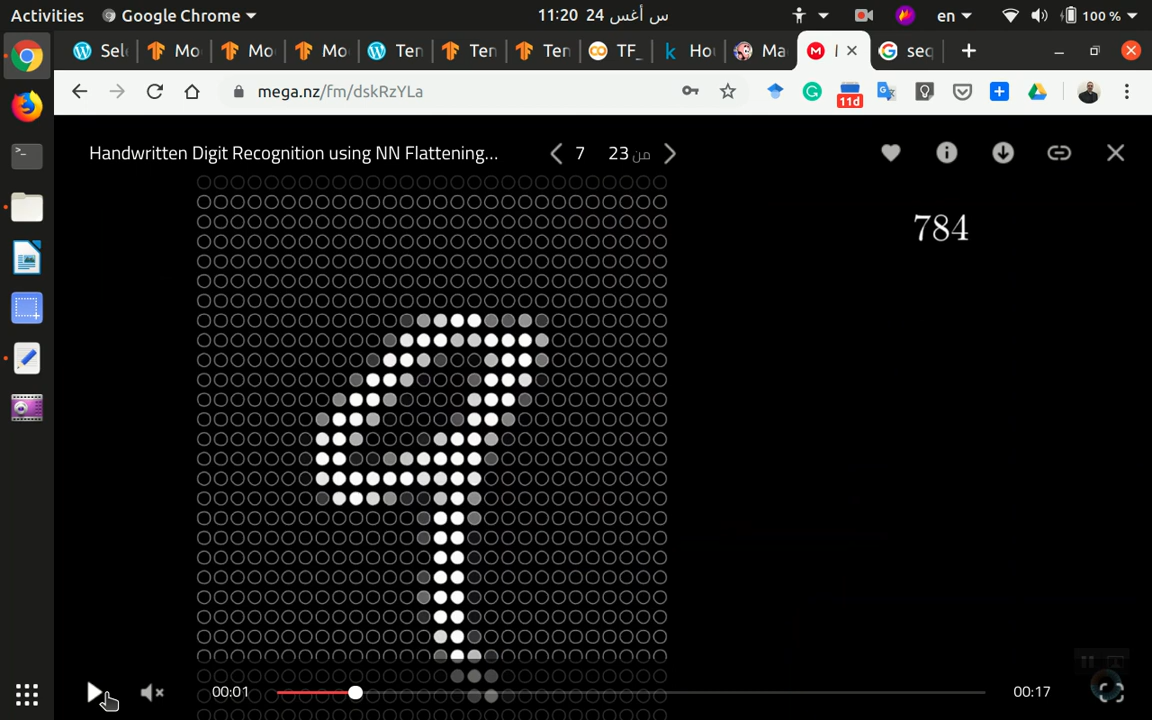 Activities Google Chrome س أغس 24 11:20 en 100 %
Sel Mo Mo Mo Ten Ten Ten TF_ Ho Ma seq
mega.nz/fm/dskRzYLa 11d
Handwritten Digit Recognition using NN Flattening... 7 من 23
784
00:01 00:17